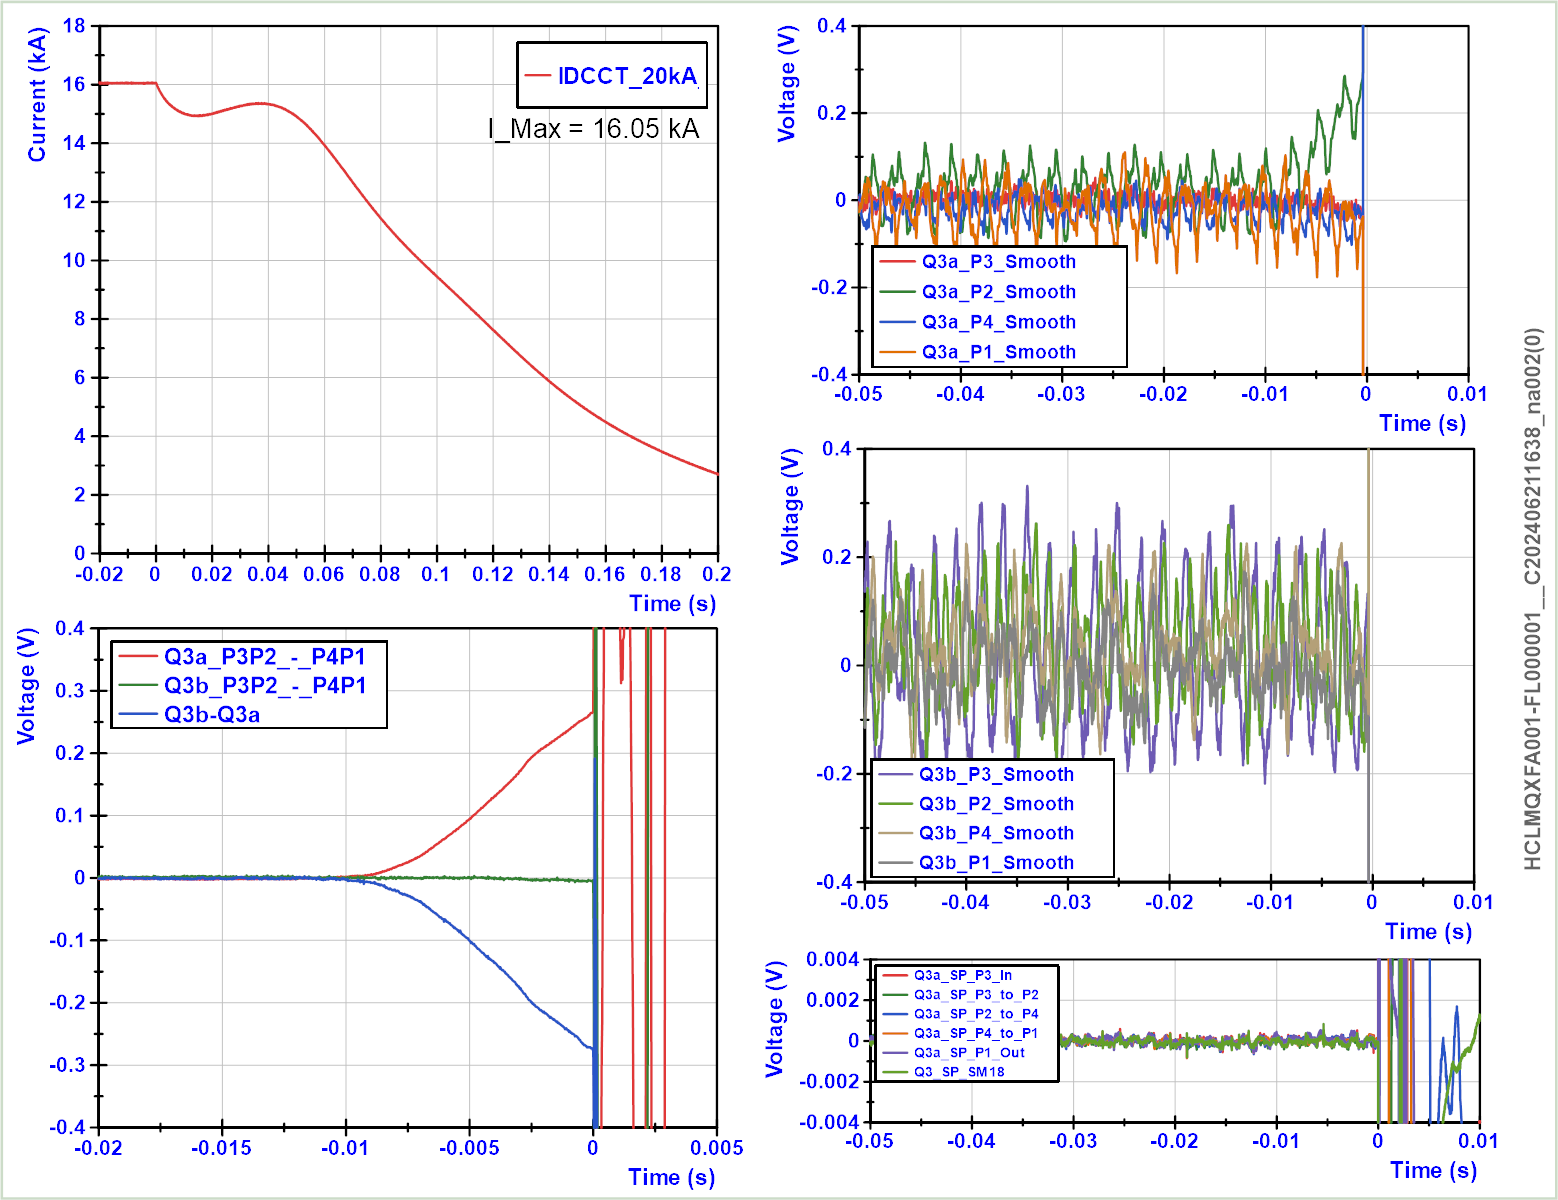 Current (kA)
18
16
14
12
10
8
6
4
2
0
IDCCT_20kA
I_Max = 16.05 kA
-0.02 0 0.02 0.04 0.06 0.08 0.1 0.12 0.14 0.16 0.18 0.2
Time (s)
Voltage (V)
0.4
0.3
0.2
0.1
0
-0.1
-0.2
-0.3
-0.4
Q3a_P3P2_-_P4P1
Q3b_P3P2_-_P4P1
Q3b-Q3a
-0.02 -0.015 -0.01 -0.005 0 0.005
Time (s)
Voltage (V)
0.4
0.2
0
-0.2
-0.4
Q3a_P3_Smooth
Q3a_P2_Smooth
Q3a_P4_Smooth
Q3a_P1_Smooth
-0.05 -0.04 -0.03 -0.02 -0.01 0 0.01
Time (s)
Voltage (V)
0.4
0.2
0
-0.2
-0.4
Q3b_P3_Smooth
Q3b_P2_Smooth
Q3b_P4_Smooth
Q3b_P1_Smooth
-0.05 -0.04 -0.03 -0.02 -0.01 0 0.01
Time (s)
Voltage (V)
0.004
0.002
0
-0.002
-0.004
Q3a_SP_P3_In
Q3a_SP_P3_to_P2
Q3a_SP_P2_to_P4
Q3a_SP_P4_to_P1
Q3a_SP_P1_Out
Q3_SP_SM18
-0.05 -0.04 -0.03 -0.02 -0.01 0 0.01
Time (s)
HCLMQXFA001-FL000001__C202406211638_na002(0)